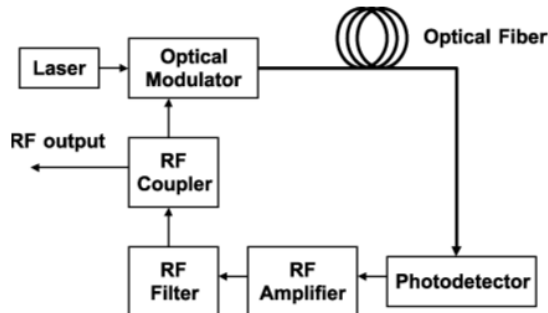 Optical Fiber
Optical
Modulator
Laser
RF output
RF
Coupler
RF
Filter
RF
Amplifier
Photodetector